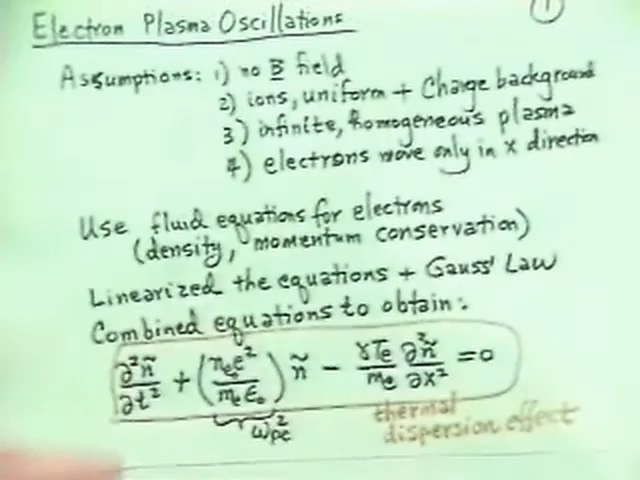 Electron Plasma Oscillations
1
Assumptions: 1) no B field
2) ions, uniform + charge background
3) infinite, homogeneous plasma
4) electrons move only in x direction
Use fluid equations for electrons
(density, momentum conservation)
Linearized the equations + Gauss' Law
Combined equations to obtain:
∂²ñ/∂t² + (n₀e²/mₑε₀) ñ − γTₑ/mₑ ∂²ñ/∂x² = 0
ω²pe
thermal
dispersion effect